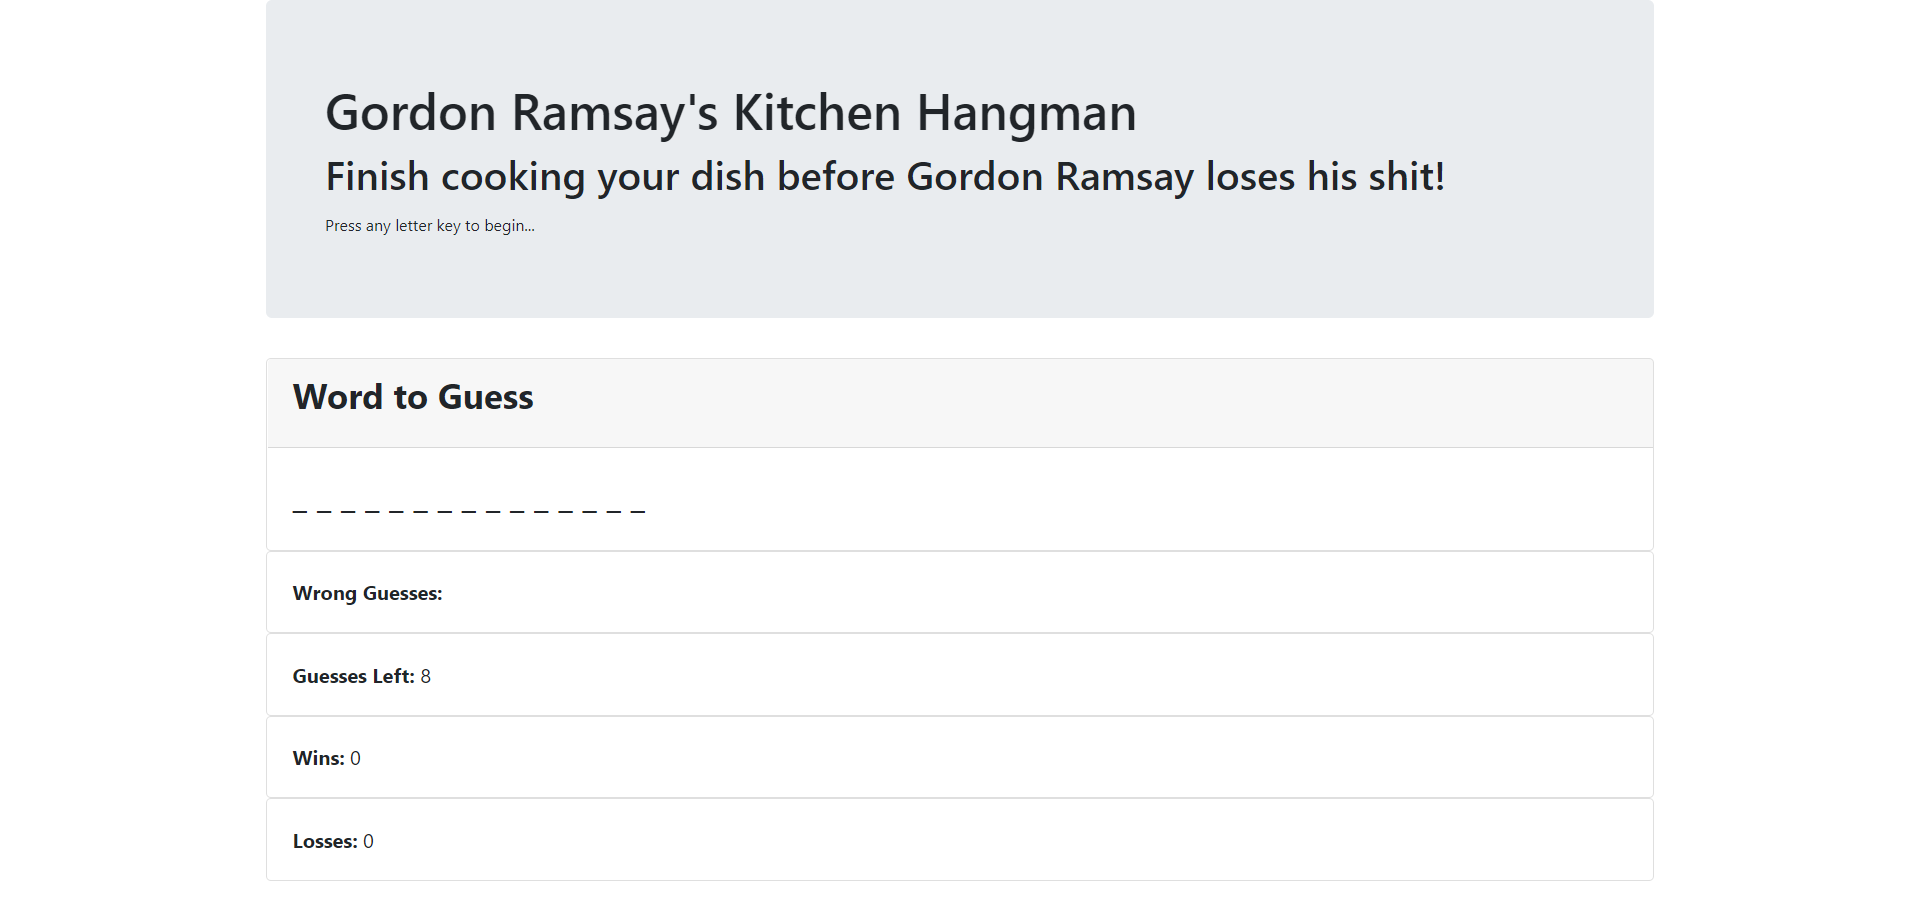 Gordon Ramsay's Kitchen Hangman
Finish cooking your dish before Gordon Ramsay loses his shit!
Press any letter key to begin...
Word to Guess
_ _ _ _ _ _ _ _ _ _ _ _ _ _ _
Wrong Guesses:
Guesses Left: 8
Wins: 0
Losses: 0